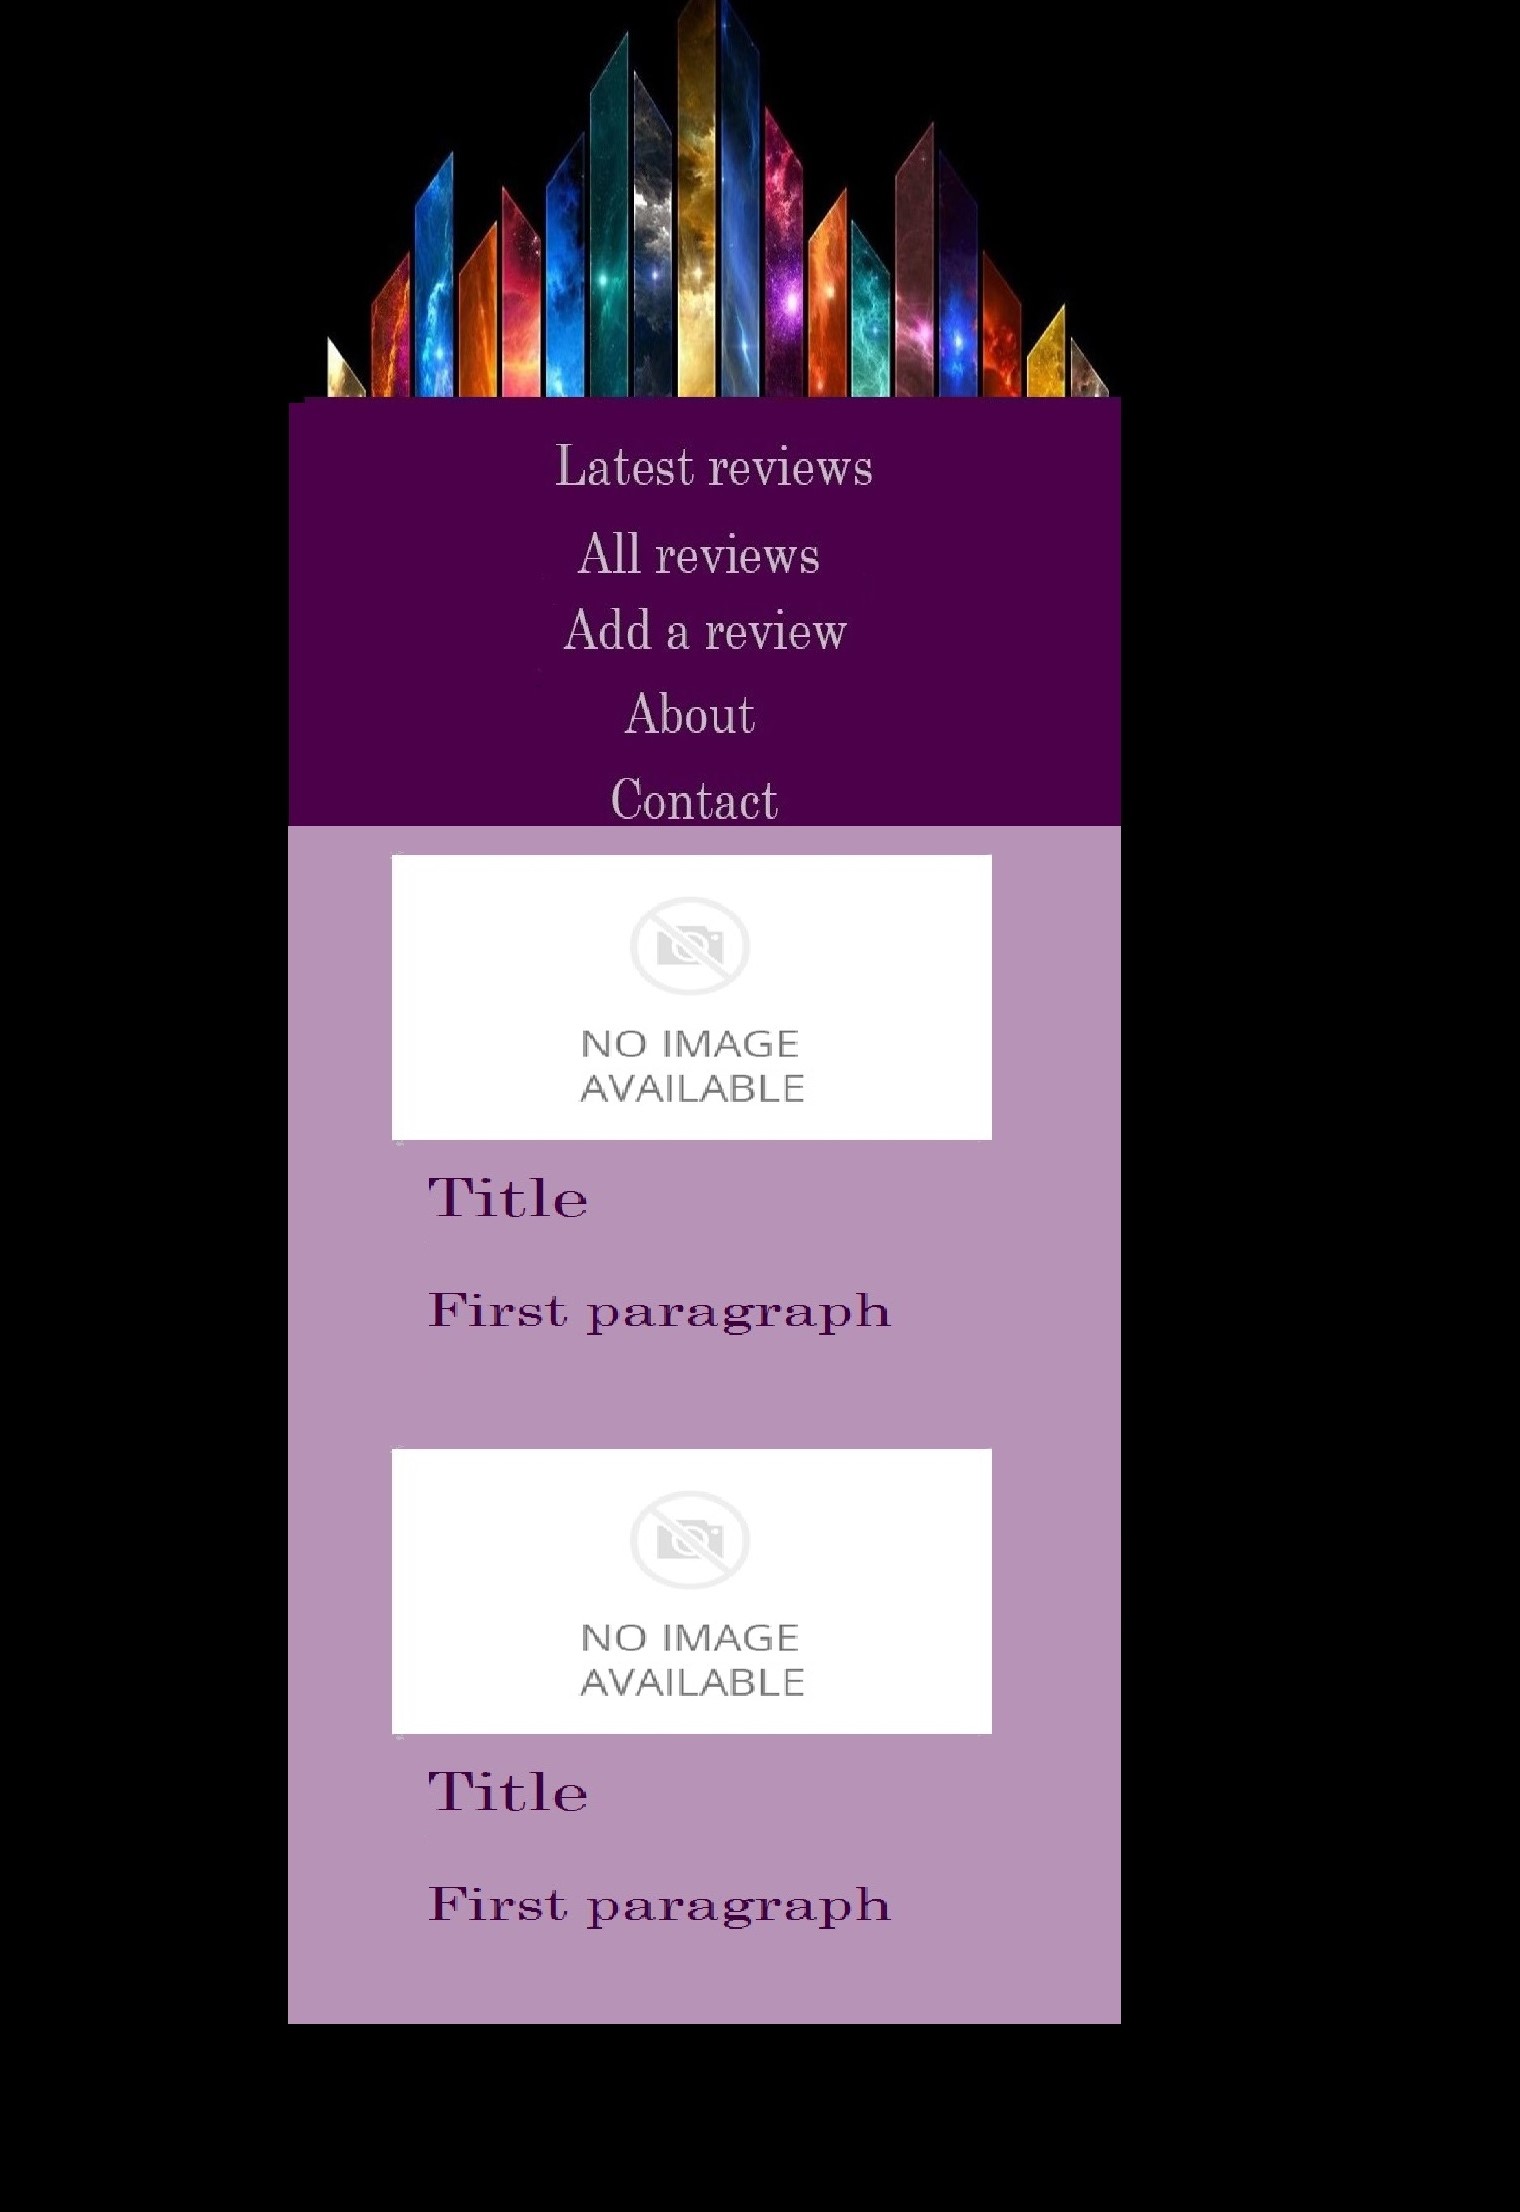 Latest reviews
All reviews
Add a review
About
Contact
NO IMAGE
AVAILABLE
Title
First paragraph
NO IMAGE
AVAILABLE
Title
First paragraph